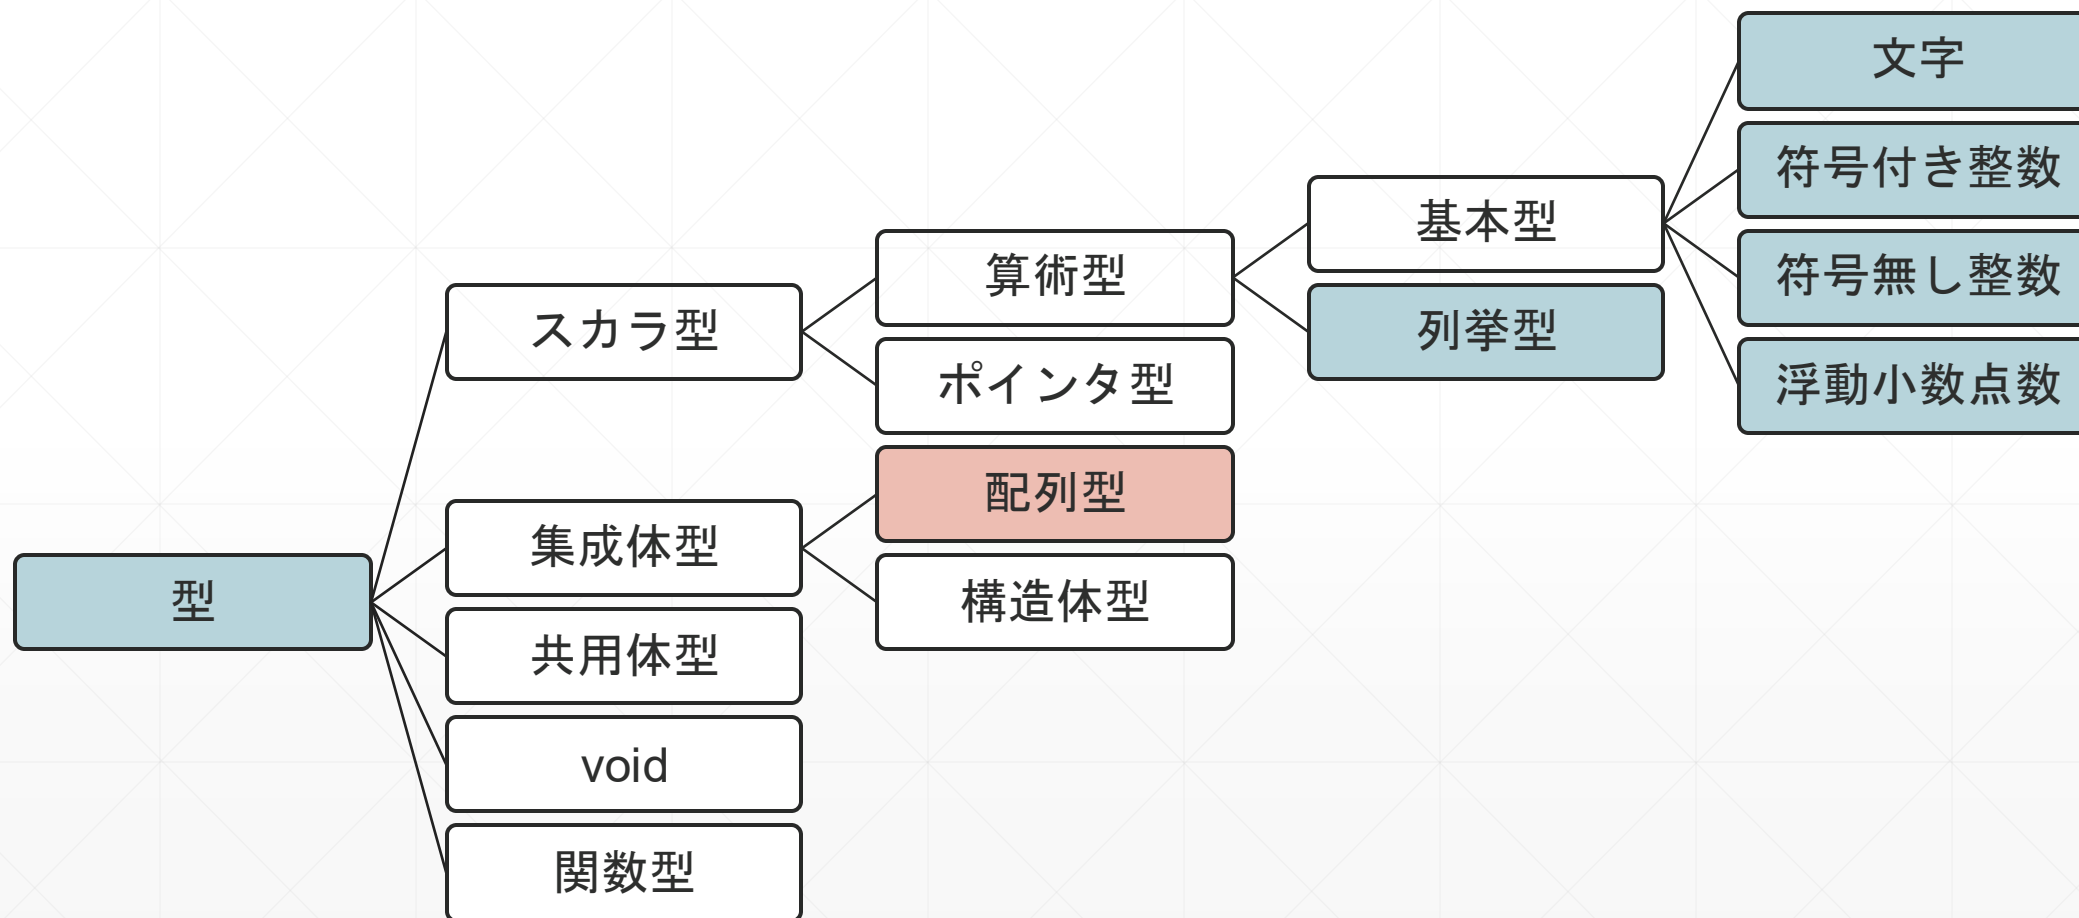 文字
符号付き整数
基本型
符号無し整数
算術型
スカラ型
列挙型
ポインタ型
浮動小数点数
配列型
集成体型
型
構造体型
共用体型
void
関数型